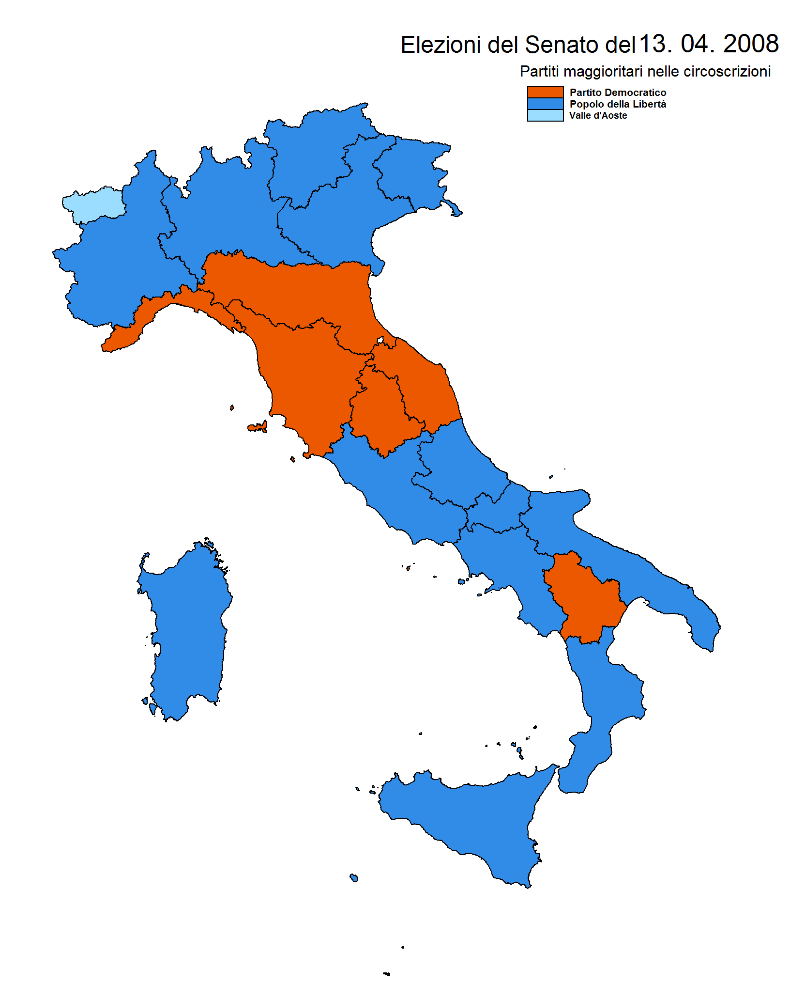 Elezioni del Senato del 13. 04. 2008
Partiti maggioritari nelle circoscrizioni
Partito Democratico
Popolo della Libertà
Valle d'Aoste